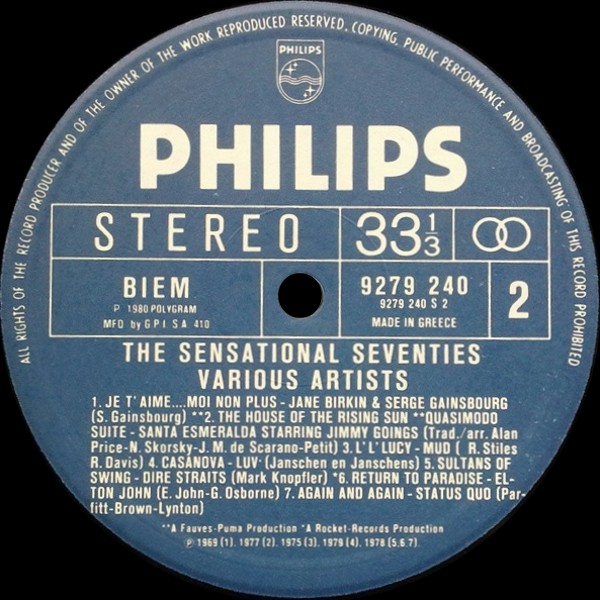 ALL RIGHTS OF THE RECORD PRODUCER AND OF THE OWNER OF THE WORK REPRODUCED RESERVED. COPYING, PUBLIC PERFORMANCE AND BROADCASTING OF THIS RECORD PROHIBITED
PHILIPS
PHILIPS
STEREO 33 1/3
BIEM 9279 240 2
P 1980 POLYGRAM 9279 240 S 2
MFD by G P I S A 410 MADE IN GREECE
THE SENSATIONAL SEVENTIES
VARIOUS ARTISTS
1. JE T' AIME....MOI NON PLUS - JANE BIRKIN & SERGE GAINSBOURG
(S. Gainsbourg) **2. THE HOUSE OF THE RISING SUN **QUASIMODO
SUITE - SANTA ESMERALDA STARRING JIMMY GOINGS (Trad./arr. Alan
Price-N. Skorsky-J. M. de Scarano-Petit) 3. L' L' LUCY - MUD ( R. Stiles
R. Davis) 4. CASANOVA - LUV' (Janschen en Janschens) 5. SULTANS OF
SWING - DIRE STRAITS (Mark Knopfler) *6. RETURN TO PARADISE - EL-
TON JOHN (E. John-G. Osborne) 7. AGAIN AND AGAIN - STATUS QUO (Par-
fitt-Brown-Lynton)
**A Fauves-Puma Production *A Rocket-Records Production
℗ 1969 (1), 1977 (2), 1975 (3), 1979 (4), 1978 (5,6,7).